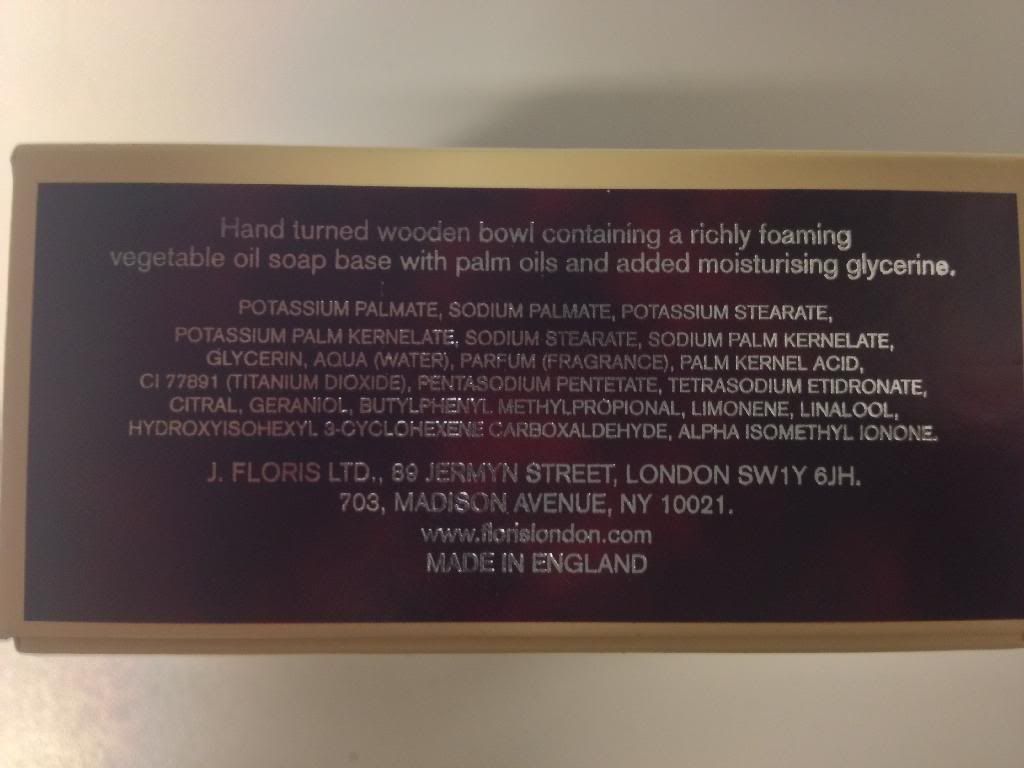 Hand turned wooden bowl containing a richly foaming
vegetable oil soap base with palm oils and added moisturising glycerine.
POTASSIUM PALMATE, SODIUM PALMATE, POTASSIUM STEARATE,
POTASSIUM PALM KERNELATE, SODIUM STEARATE, SODIUM PALM KERNELATE,
GLYCERIN, AQUA (WATER), PARFUM (FRAGRANCE), PALM KERNEL ACID,
CI 77891 (TITANIUM DIOXIDE), PENTASODIUM PENTETATE, TETRASODIUM ETIDRONATE,
CITRAL, GERANIOL, BUTYLPHENYL METHYLPROPIONAL, LIMONENE, LINALOOL,
HYDROXYISOHEXYL 3-CYCLOHEXENE CARBOXALDEHYDE, ALPHA ISOMETHYL IONONE.
J. FLORIS LTD., 89 JERMYN STREET, LONDON SW1Y 6JH.
703, MADISON AVENUE, NY 10021.
www.florislondon.com
MADE IN ENGLAND